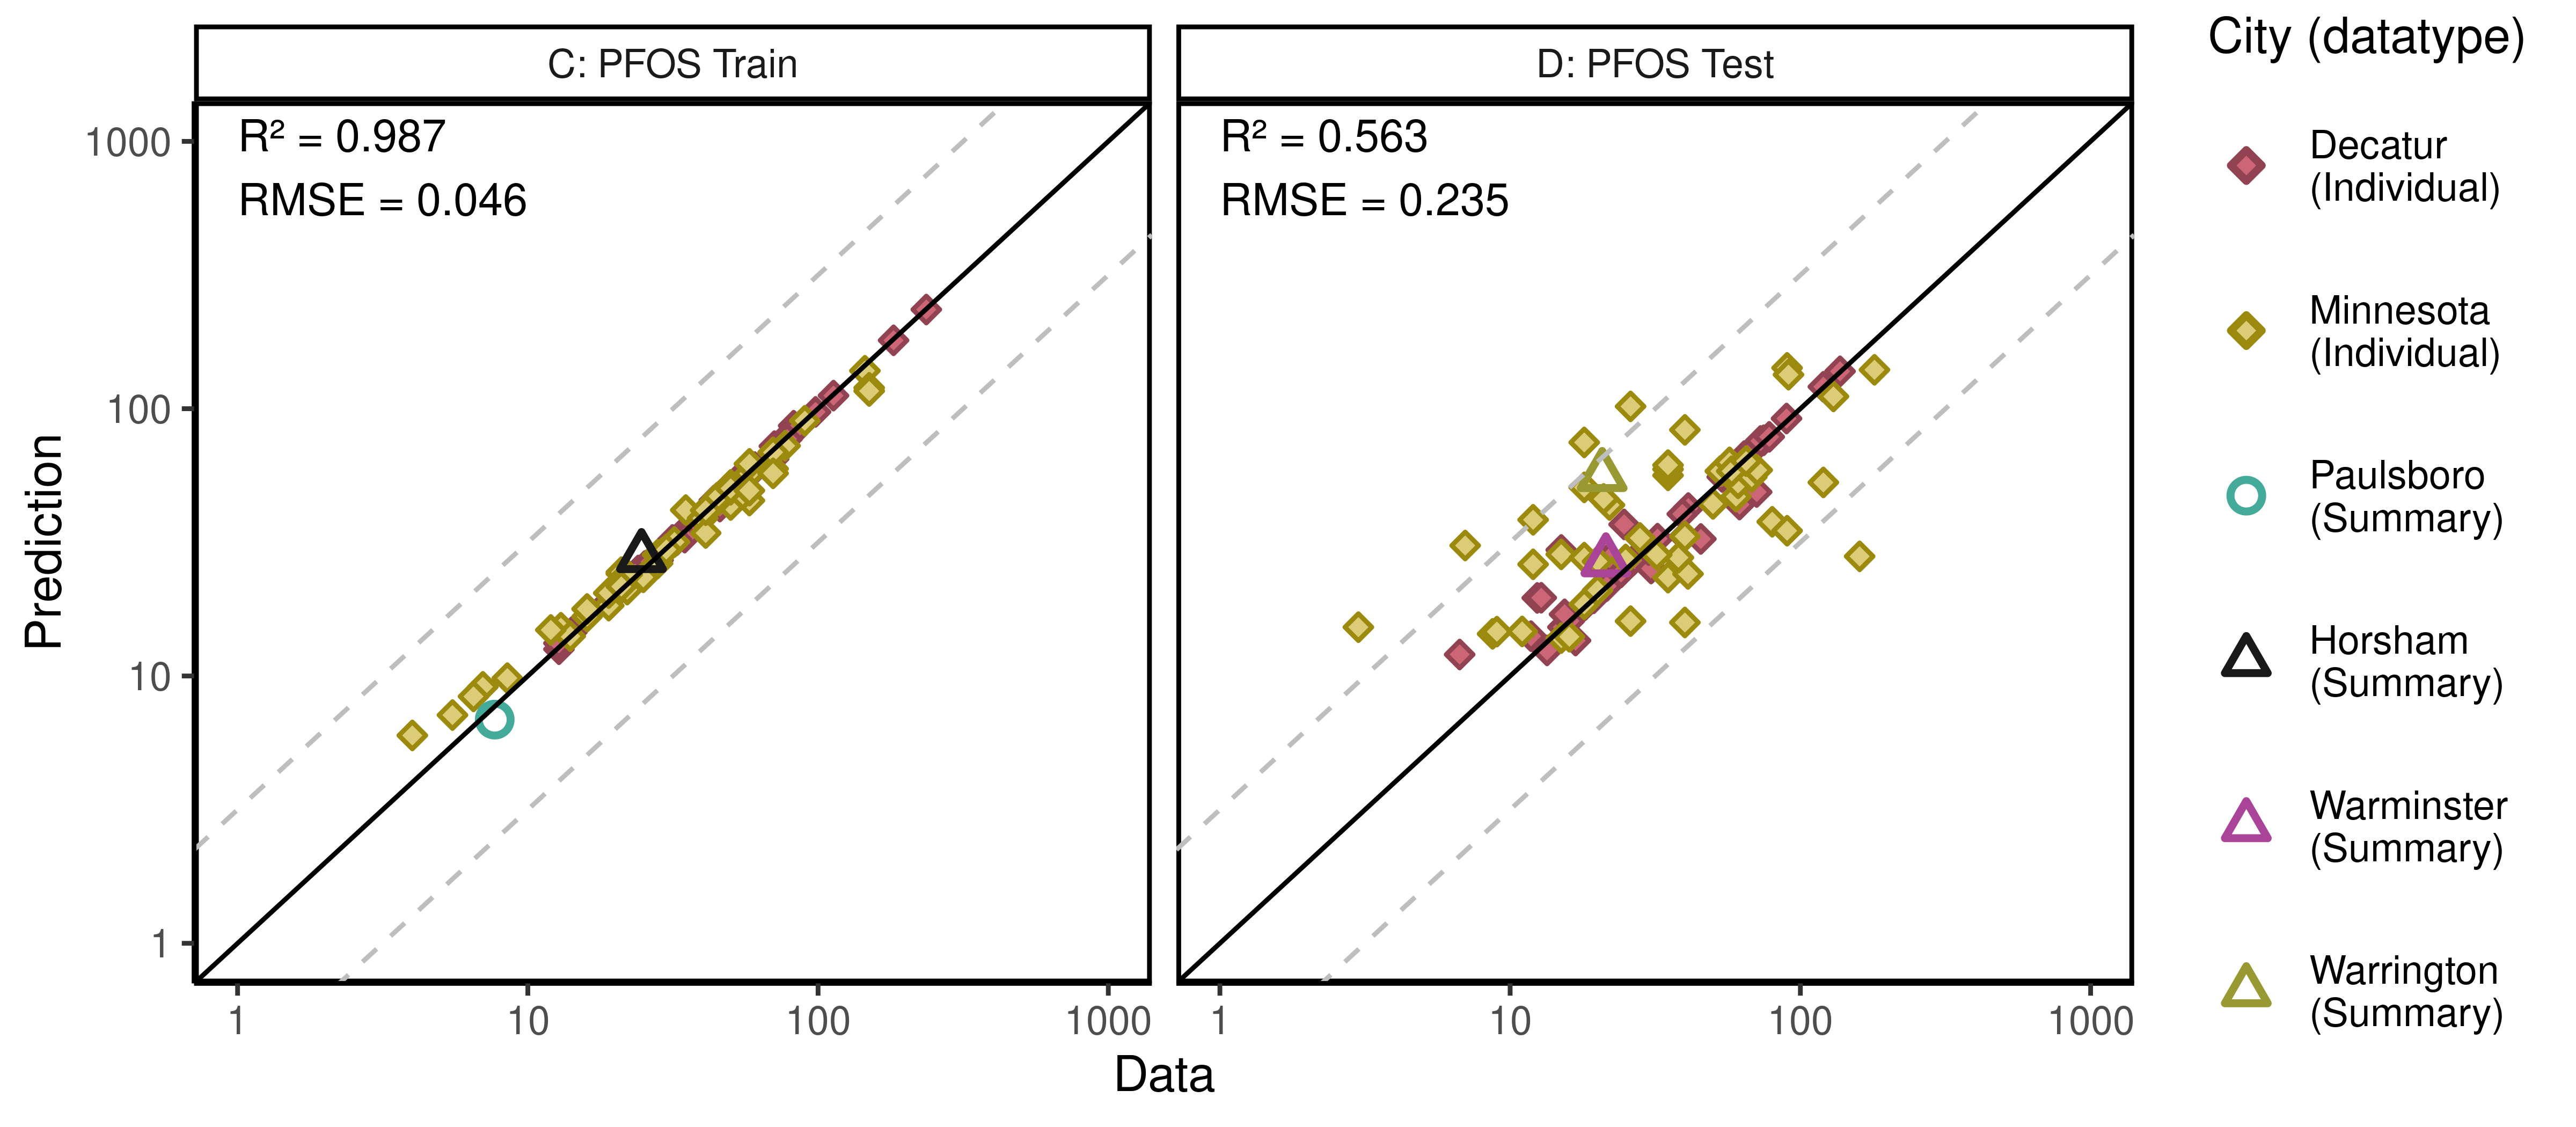 C: PFOS Train
D: PFOS Test
R² = 0.987
RMSE = 0.046
R² = 0.563
RMSE = 0.235
1000
100
10
1
Prediction
1
10
100
1000
1
10
100
1000
Data
City (datatype)
Decatur
(Individual)
Minnesota
(Individual)
Paulsboro
(Summary)
Horsham
(Summary)
Warminster
(Summary)
Warrington
(Summary)